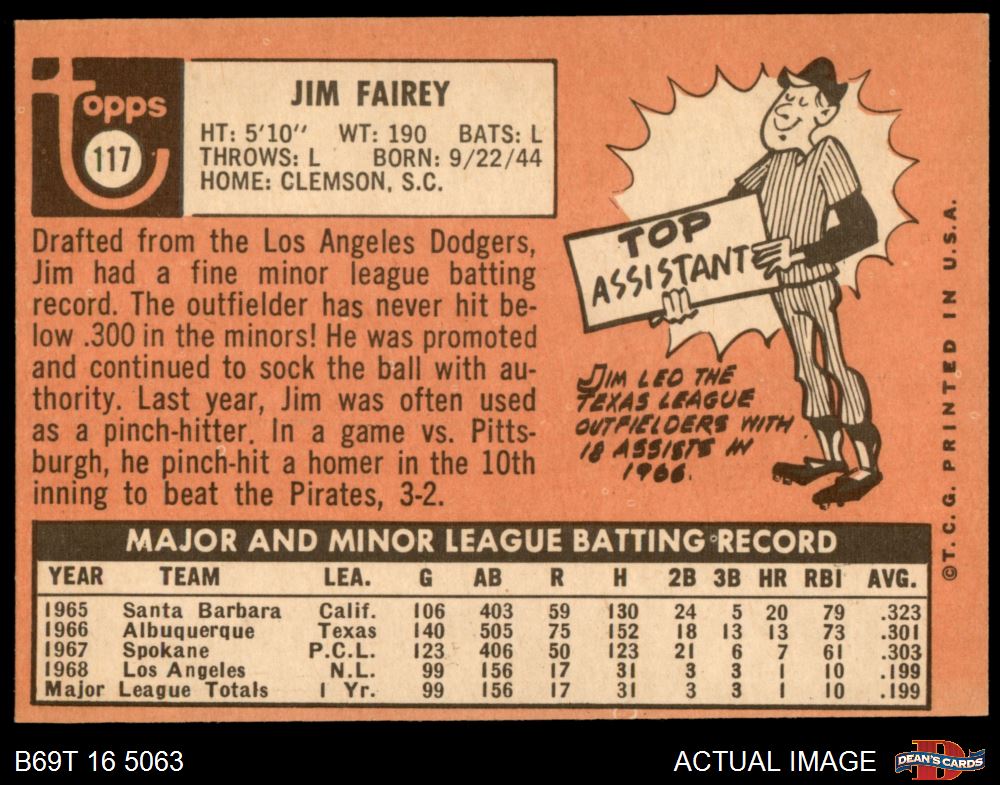 Topps
117
JIM FAIREY
HT: 5'10" WT: 190 BATS: L
THROWS: L BORN: 9/22/44
HOME: CLEMSON, S.C.
Drafted from the Los Angeles Dodgers,
Jim had a fine minor league batting
record. The outfielder has never hit be-
low .300 in the minors! He was promoted
and continued to sock the ball with au-
thority. Last year, Jim was often used
as a pinch-hitter. In a game vs. Pitts-
burgh, he pinch-hit a homer in the 10th
inning to beat the Pirates, 3-2.
TOP
ASSISTANT
JIM LED THE
TEXAS LEAGUE
OUTFIELDERS WITH
18 ASSISTS IN
1966.
©T. C. G. PRINTED IN U.S.A.
MAJOR AND MINOR LEAGUE BATTING RECORD
YEAR TEAM LEA. G AB R H 2B 3B HR RBI AVG.
1965 Santa Barbara Calif. 106 403 59 130 24 5 20 79 .323
1966 Albuquerque Texas 140 505 75 152 18 13 13 73 .301
1967 Spokane P.C.L. 123 406 50 123 21 6 7 61 .303
1968 Los Angeles N.L. 99 156 17 31 3 3 1 10 .199
Major League Totals 1 Yr. 99 156 17 31 3 3 1 10 .199
B69T 16 5063 ACTUAL IMAGE DEAN'S CARDS